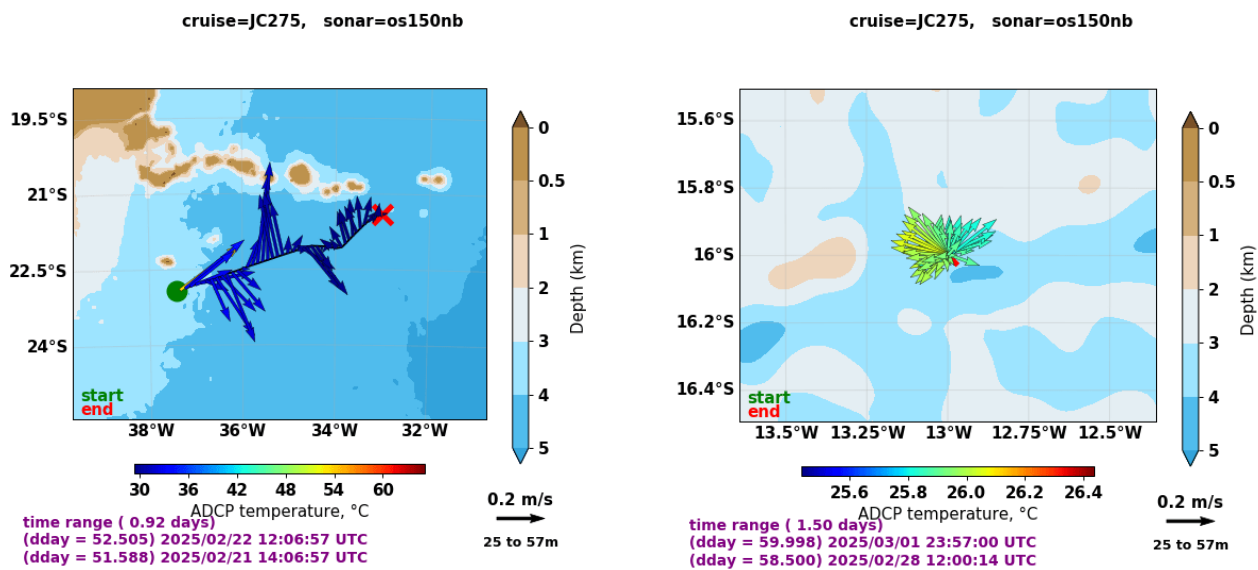 cruise=JC275,   sonar=os150nb
19.5°S
21°S
22.5°S
24°S
start
end
38°W 36°W 34°W 32°W
0
0.5
1
2
3
4
5
Depth (km)
30 36 42 48 54 60
ADCP temperature, °C
time range ( 0.92 days)
(dday = 52.505) 2025/02/22 12:06:57 UTC
(dday = 51.588) 2025/02/21 14:06:57 UTC
0.2 m/s
25 to 57m
cruise=JC275,   sonar=os150nb
15.6°S
15.8°S
16°S
16.2°S
16.4°S
start
end
13.5°W 13.25°W 13°W 12.75°W 12.5°W
0
0.5
1
2
3
4
5
Depth (km)
25.6 25.8 26.0 26.2 26.4
ADCP temperature, °C
time range ( 1.50 days)
(dday = 59.998) 2025/03/01 23:57:00 UTC
(dday = 58.500) 2025/02/28 12:00:14 UTC
0.2 m/s
25 to 57m